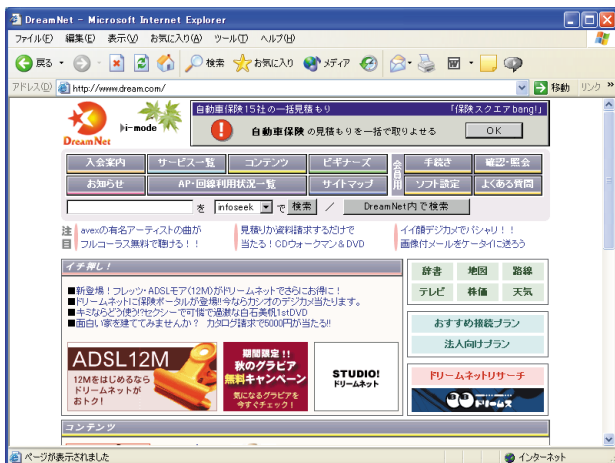 DreamNet - Microsoft Internet Explorer
ファイル(F) 編集(E) 表示(V) お気に入り(A) ツール(T) ヘルプ(H)
戻る 検索 お気に入り メディア
アドレス(D) http://www.dream.com/ 移動 リンク »
DreamNet
i-mode
自動車保険15社の一括見積もり 「保険スクエアbang!」
自動車保険 の見積もりを一括で取りよせる OK
入会案内 サービス一覧 コンテンツ ビギナーズ 会員用 手続き 確認・照会
お知らせ AP・回線利用状況一覧 サイトマップ ソフト設定 よくある質問
を infoseek で 検索 / DreamNet内で検索
注目
avexの有名アーティストの曲が
フルコーラス無料で聴ける!!
見積りか資料請求するだけで
当たる!CDウォークマン&DVD
イイ顔デジカメでパシャリ!!
画像付メールをケータイに送ろう
イチ押し!
■新登場!フレッツ・ADSLモア(12M)がドリームネットでさらにお得に!
■ドリームネットに保険ポータルが登場!!今ならカシオのデジカメ当たります。
■キミならどう使う!?セクシーで可憐で過激な白石美帆1stDVD
■面白い家を建ててみませんか? カタログ請求で5000円が当たる!!
ADSL12M
12Mをはじめるなら
ドリームネットが
おトク!
期間限定!!
秋のグラビア
無料キャンペーン
気になるグラビアを
今すぐチェック!
STUDIO!
ドリームネット
辞書 地図 路線
テレビ 株価 天気
おすすめ接続プラン
法人向けプラン
ドリームネットリサーチ
ドリームズ
コンテンツ
ページが表示されました インターネット